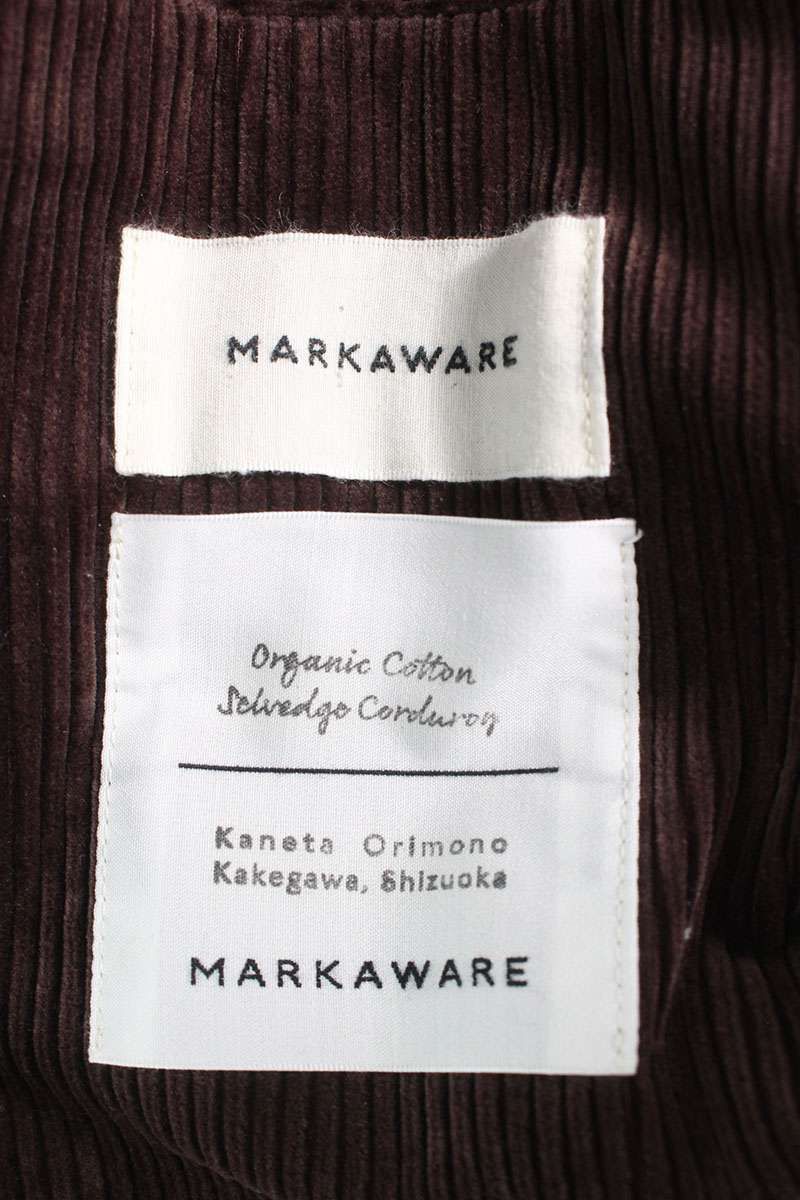 MARKAWARE
Organic Cotton
Selvedge Corduroy
Kaneta Orimono
Kakegawa, Shizuoka
MARKAWARE